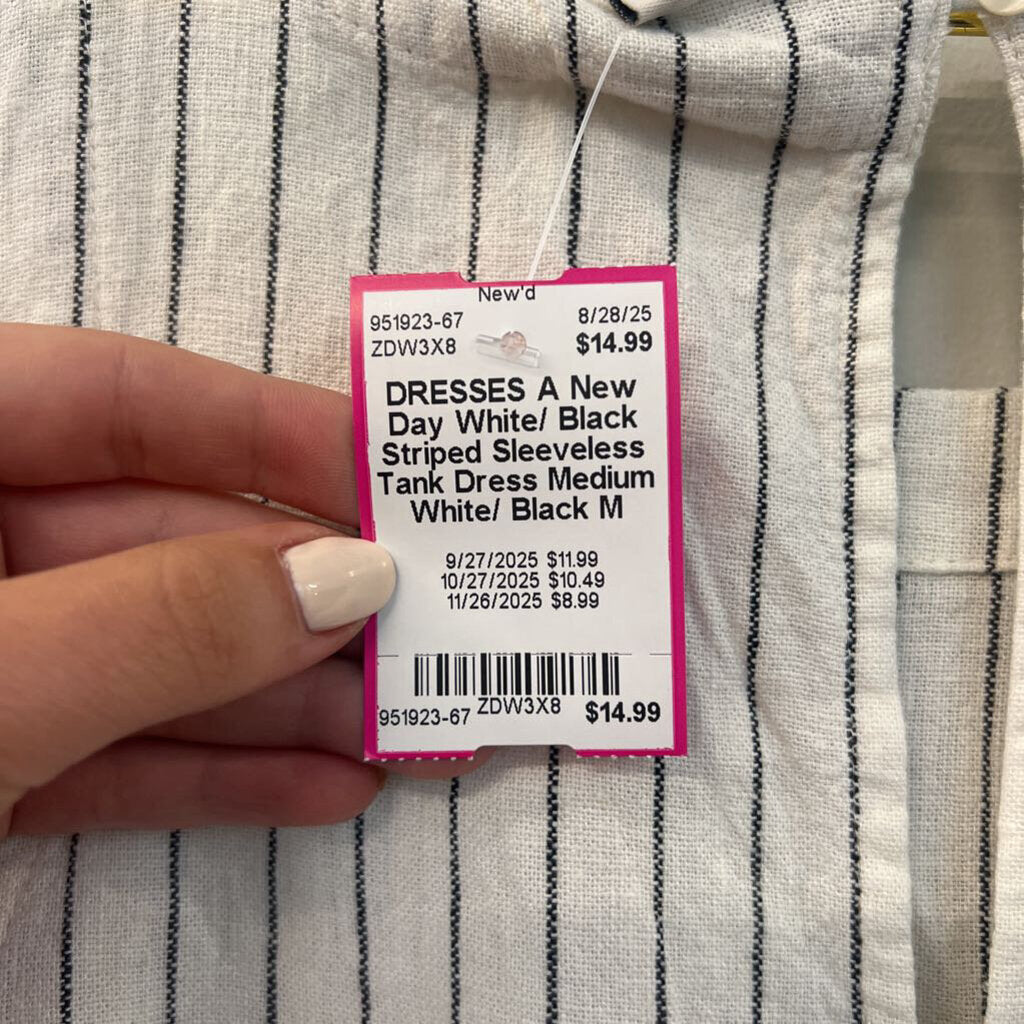 New'd
951923-67 8/28/25
ZDW3X8 $14.99
DRESSES A New
Day White/ Black
Striped Sleeveless
Tank Dress Medium
White/ Black M
9/27/2025 $11.99
10/27/2025 $10.49
11/26/2025 $8.99
951923-67 ZDW3X8 $14.99